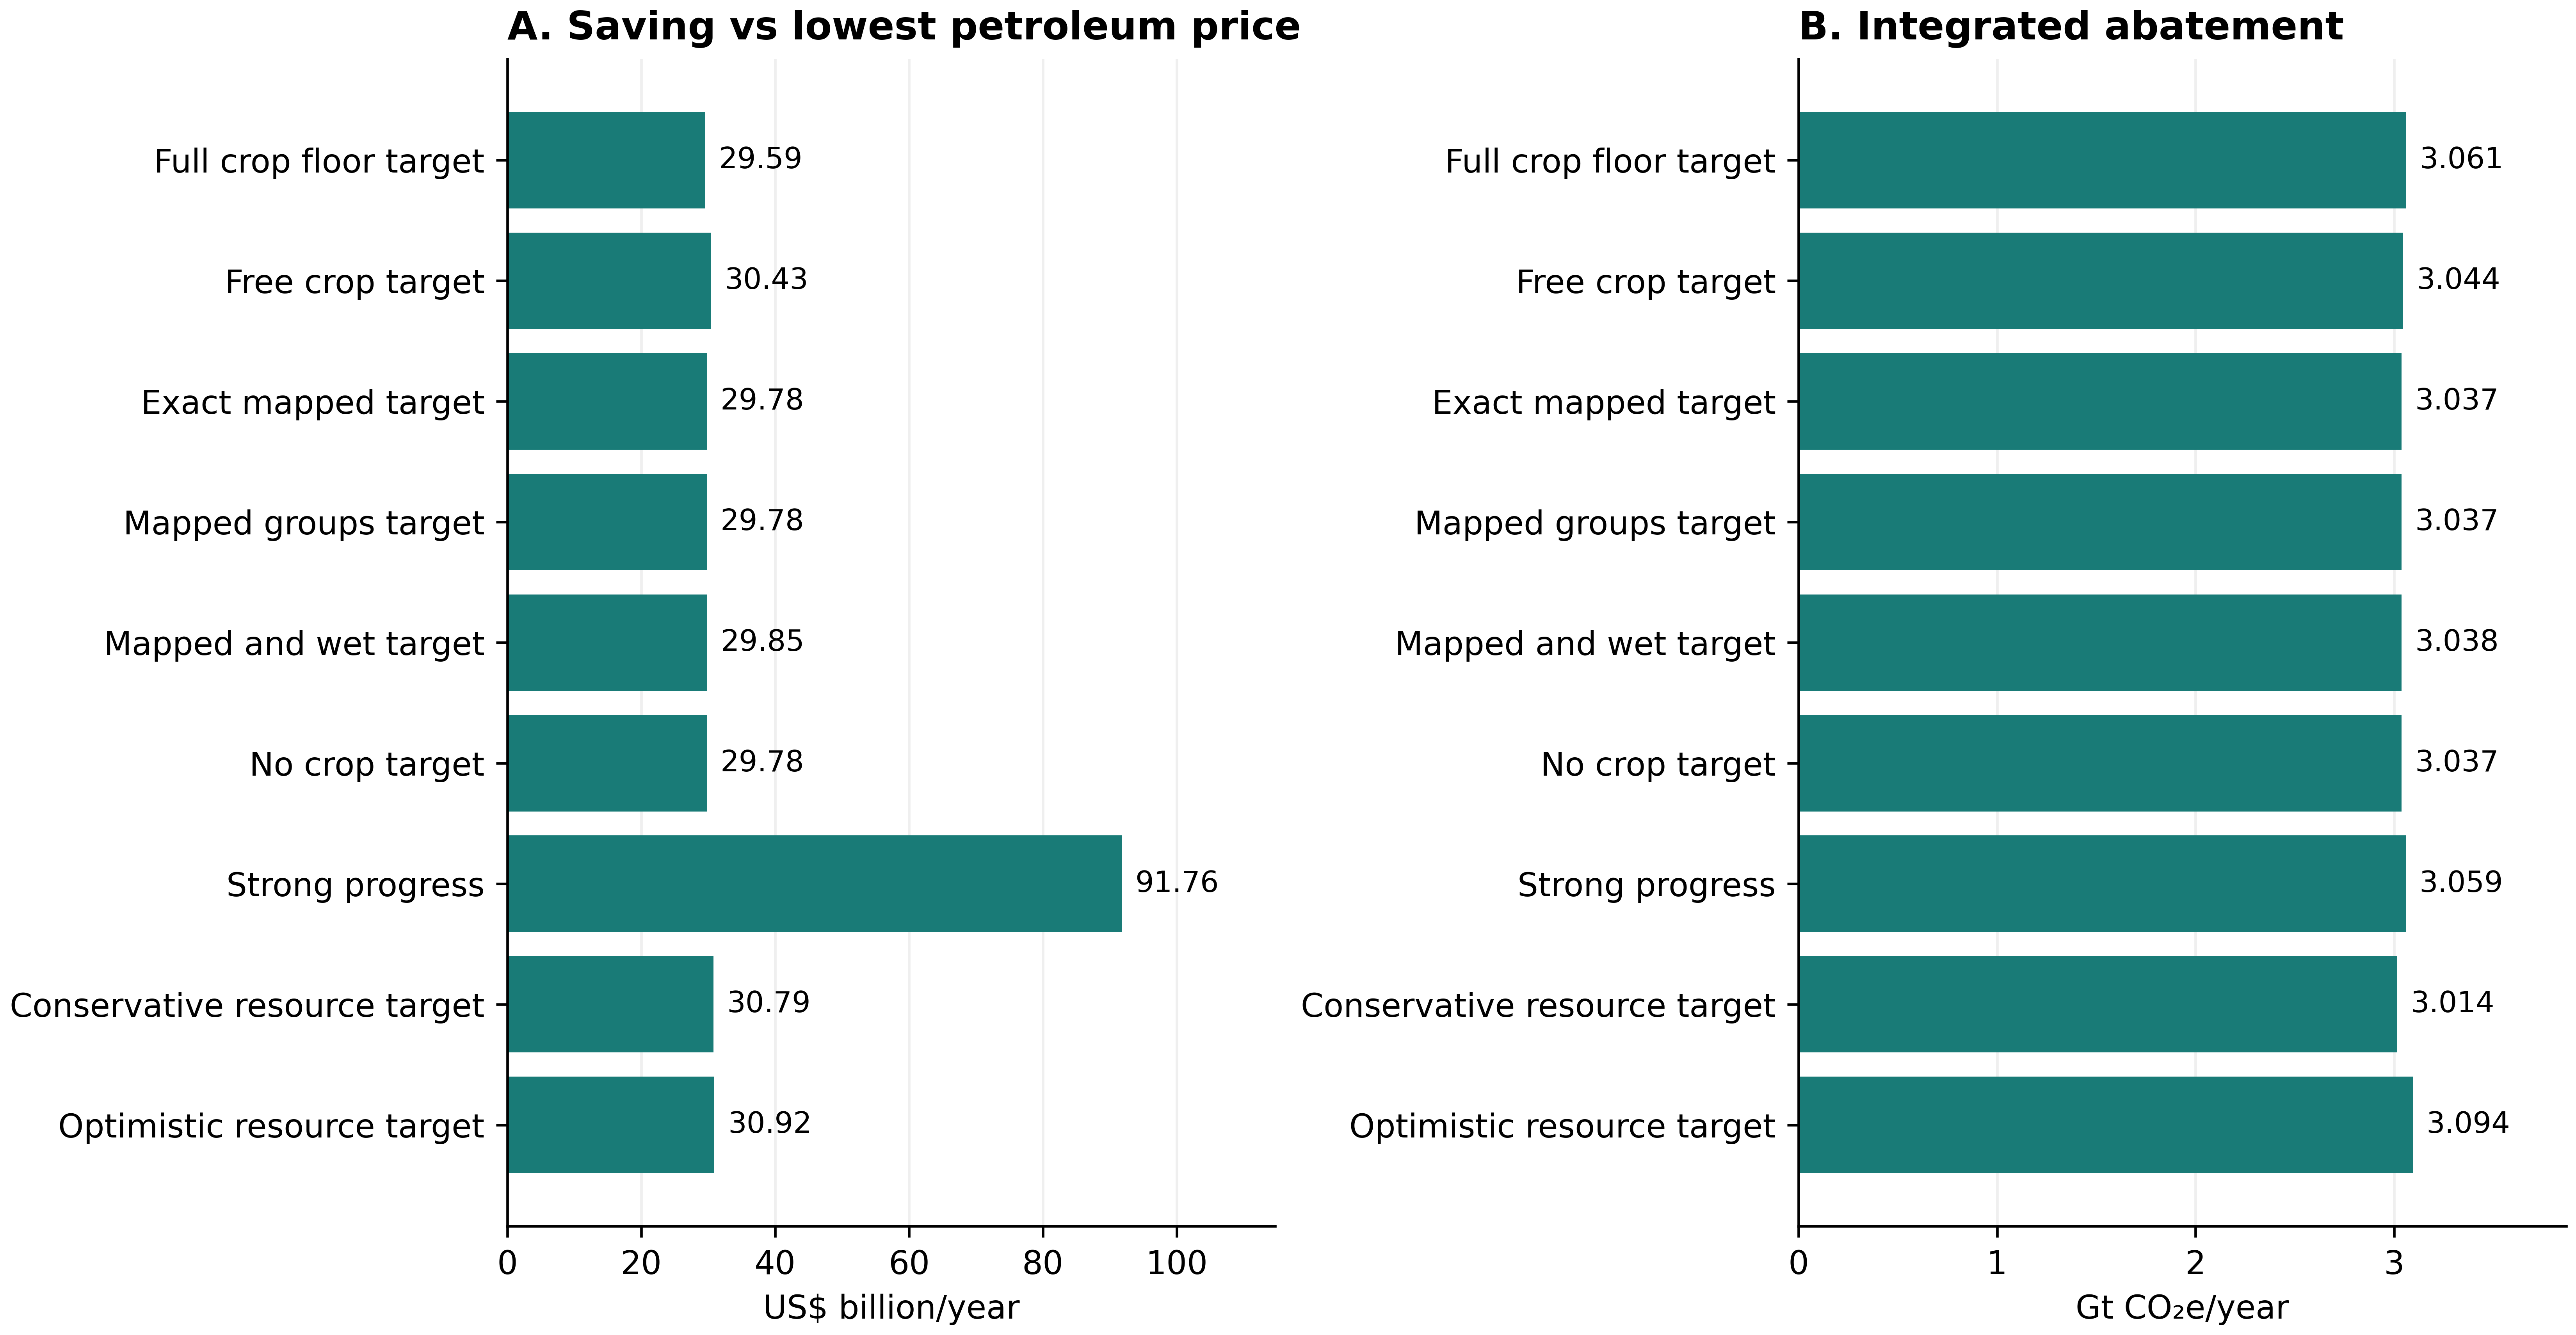 A. Saving vs lowest petroleum price
Full crop floor target
29.59
Free crop target
30.43
Exact mapped target
29.78
Mapped groups target
29.78
Mapped and wet target
29.85
No crop target
29.78
Strong progress
91.76
Conservative resource target
30.79
Optimistic resource target
30.92
0 20 40 60 80 100
US$ billion/year
B. Integrated abatement
Full crop floor target
3.061
Free crop target
3.044
Exact mapped target
3.037
Mapped groups target
3.037
Mapped and wet target
3.038
No crop target
3.037
Strong progress
3.059
Conservative resource target
3.014
Optimistic resource target
3.094
0 1 2 3
Gt CO₂e/year